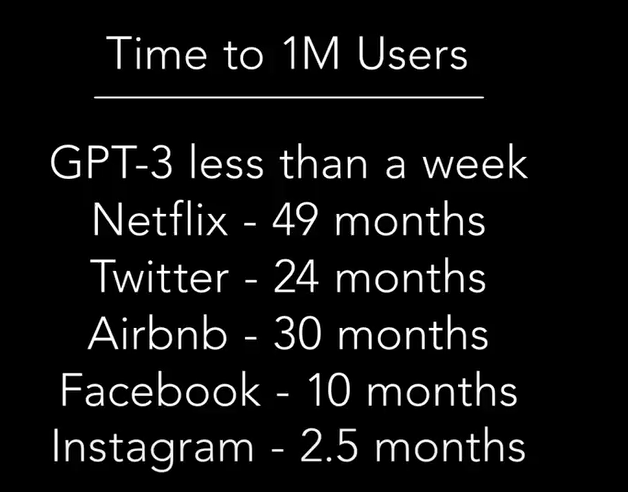 Time to 1M Users
GPT-3 less than a week
Netflix - 49 months
Twitter - 24 months
Airbnb - 30 months
Facebook - 10 months
Instagram - 2.5 months